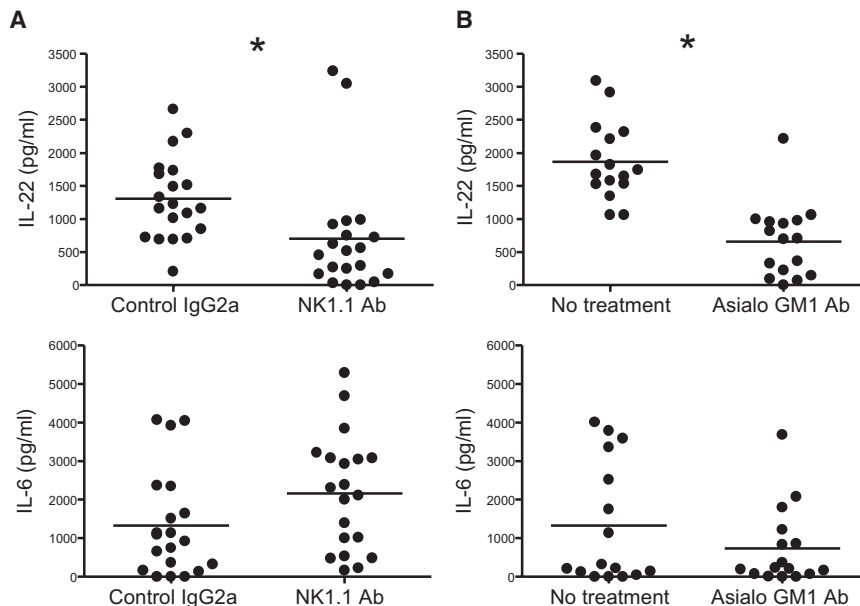 A
*
IL-22 (pg/ml)
3500
3000
2500
2000
1500
1000
500
0
Control IgG2a
NK1.1 Ab
B
*
IL-22 (pg/ml)
3500
3000
2500
2000
1500
1000
500
0
No treatment
Asialo GM1 Ab
IL-6 (pg/ml)
6000
5000
4000
3000
2000
1000
0
Control IgG2a
NK1.1 Ab
IL-6 (pg/ml)
6000
5000
4000
3000
2000
1000
0
No treatment
Asialo GM1 Ab